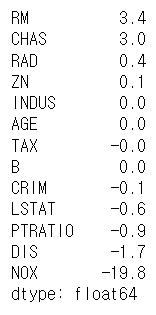 RM 3.4
CHAS 3.0
RAD 0.4
ZN 0.1
INDUS 0.0
AGE 0.0
TAX -0.0
B 0.0
CRIM -0.1
LSTAT -0.6
PTRATIO -0.9
DIS -1.7
NOX -19.8
dtype: float64